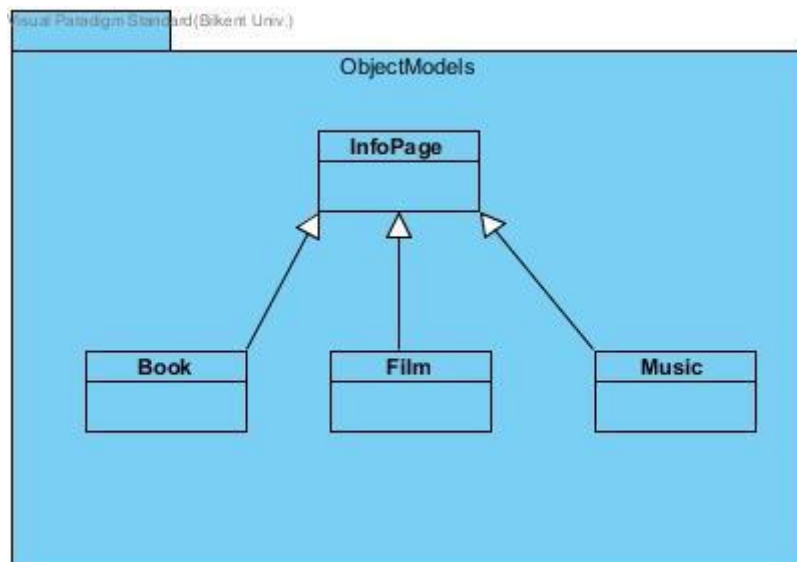 Visual Paradigm Standard(Bilkent Univ.)
ObjectModels
InfoPage
Book
Film
Music